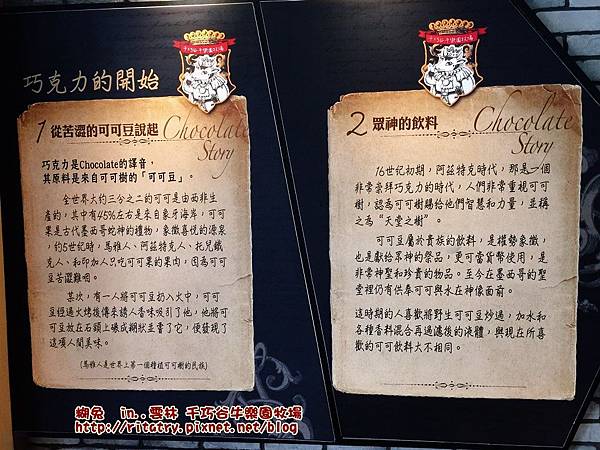 巧克力的開始
1 從苦澀的可可豆說起
Chocolate
Story
巧克力是Chocolate的譯音,
其原料是來自可可樹的「可可豆」。
全世界大約三分之二的可可是由西非生
產的,其中有45%左右是來自象牙海岸,可可
果是古代墨西哥蛇神的禮物,象徵喜悅的源泉
,約5世紀時,馬雅人、阿茲特克人、托兒鐵
克人、和印加人只吃可可果的果肉,因為可可
豆苦澀難咽。
其次,有一人將可可豆扔入火中,可可
豆經過火烤後傳來誘人香味吸引了他,他將可
可豆放在石頭上碾成糊狀並嘗了它,便發現了
這項人間美味。
(馬雅人是世界上第一個種植可可樹的民族)
千巧谷牛樂園牧場
2 眾神的飲料
Chocolate
Story
16世紀初期,阿茲特克時代,那是一個
非常崇拜巧克力的時代,人們非常重視可可
樹,認為可可樹賜給他們智慧和力量,並稱
之為“天堂之樹”。
可可豆屬於貴族的飲料,是權勢象徵,
也是獻給眾神的祭品,更可當貨幣使用,是
非常神聖和珍貴的物品。至今在墨西哥的聖
堂裡仍有供奉可可與水在神像面前。
這時期的人喜歡將野生可可豆炒過,加水和
各種香料混合再過濾後的液體,與現在所喜
歡的可可飲料大不相同。
糊兔 in..雲林 千巧谷牛樂園牧場
http://ritatry.pixnet.net/blog